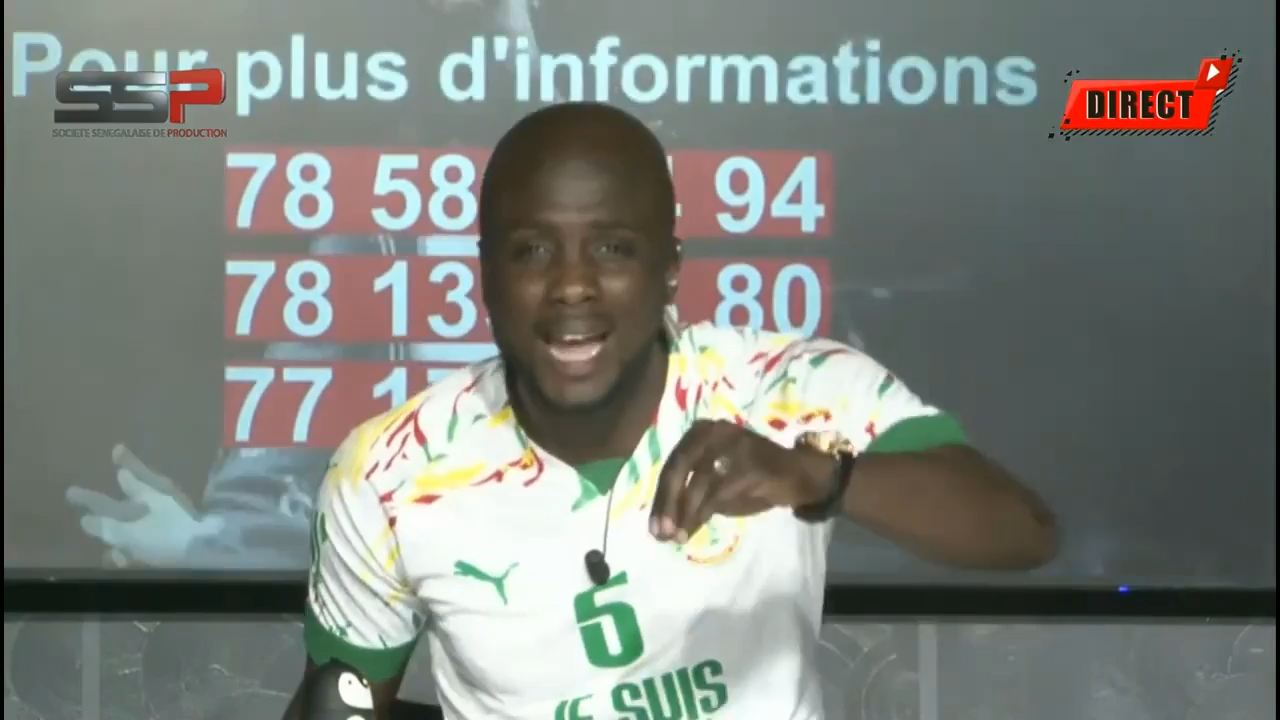 Pour plus d'informations
SSP
SOCIETE SENEGALAISE DE PRODUCTION
DIRECT
78 58 94
78 13 80
77
5
JE SUIS